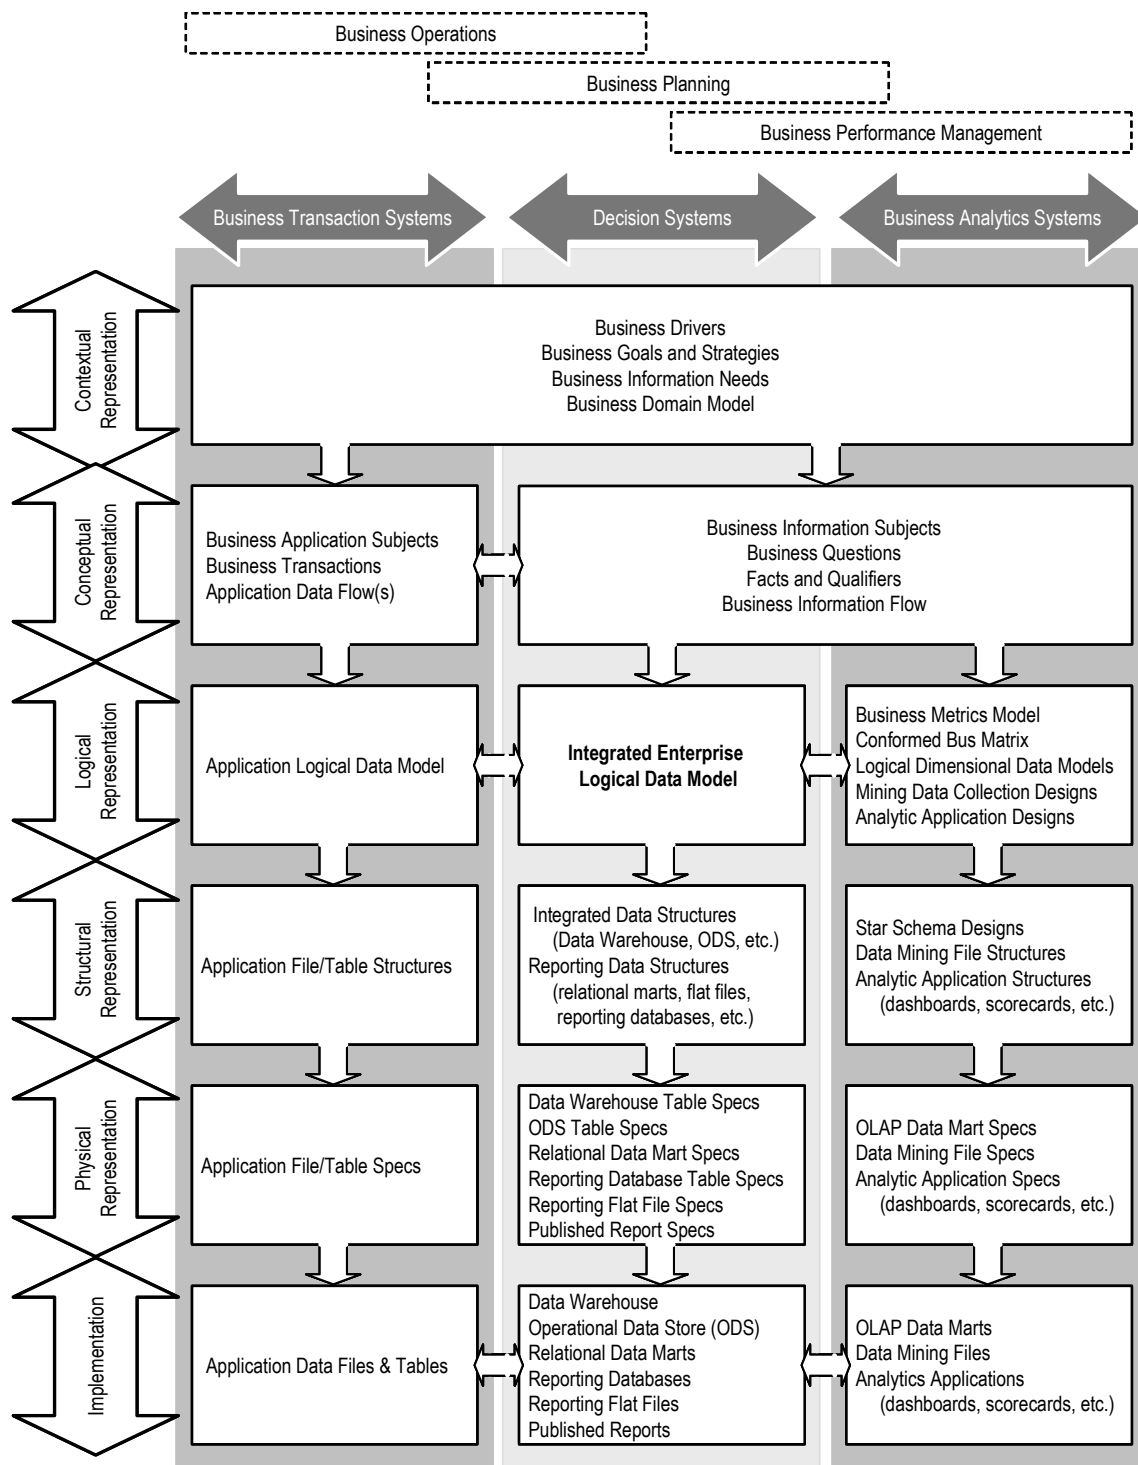 Business Operations
Business Planning
Business Performance Management
Business Transaction Systems
Decision Systems
Business Analytics Systems
Contextual
Representation
Business Drivers
Business Goals and Strategies
Business Information Needs
Business Domain Model
Conceptual
Representation
Business Application Subjects
Business Transactions
Application Data Flow(s)
Business Information Subjects
Business Questions
Facts and Qualifiers
Business Information Flow
Logical
Representation
Application Logical Data Model
Integrated Enterprise
Logical Data Model
Business Metrics Model
Conformed Bus Matrix
Logical Dimensional Data Models
Mining Data Collection Designs
Analytic Application Designs
Structural
Representation
Application File/Table Structures
Integrated Data Structures
(Data Warehouse, ODS, etc.)
Reporting Data Structures
(relational marts, flat files,
reporting databases, etc.)
Star Schema Designs
Data Mining File Structures
Analytic Application Structures
(dashboards, scorecards, etc.)
Physical
Representation
Application File/Table Specs
Data Warehouse Table Specs
ODS Table Specs
Relational Data Mart Specs
Reporting Database Table Specs
Reporting Flat File Specs
Published Report Specs
OLAP Data Mart Specs
Data Mining File Specs
Analytic Application Specs
(dashboards, scorecards, etc.)
Implementation
Application Data Files & Tables
Data Warehouse
Operational Data Store (ODS)
Relational Data Marts
Reporting Databases
Reporting Flat Files
Published Reports
OLAP Data Marts
Data Mining Files
Analytics Applications
(dashboards, scorecards, etc.)